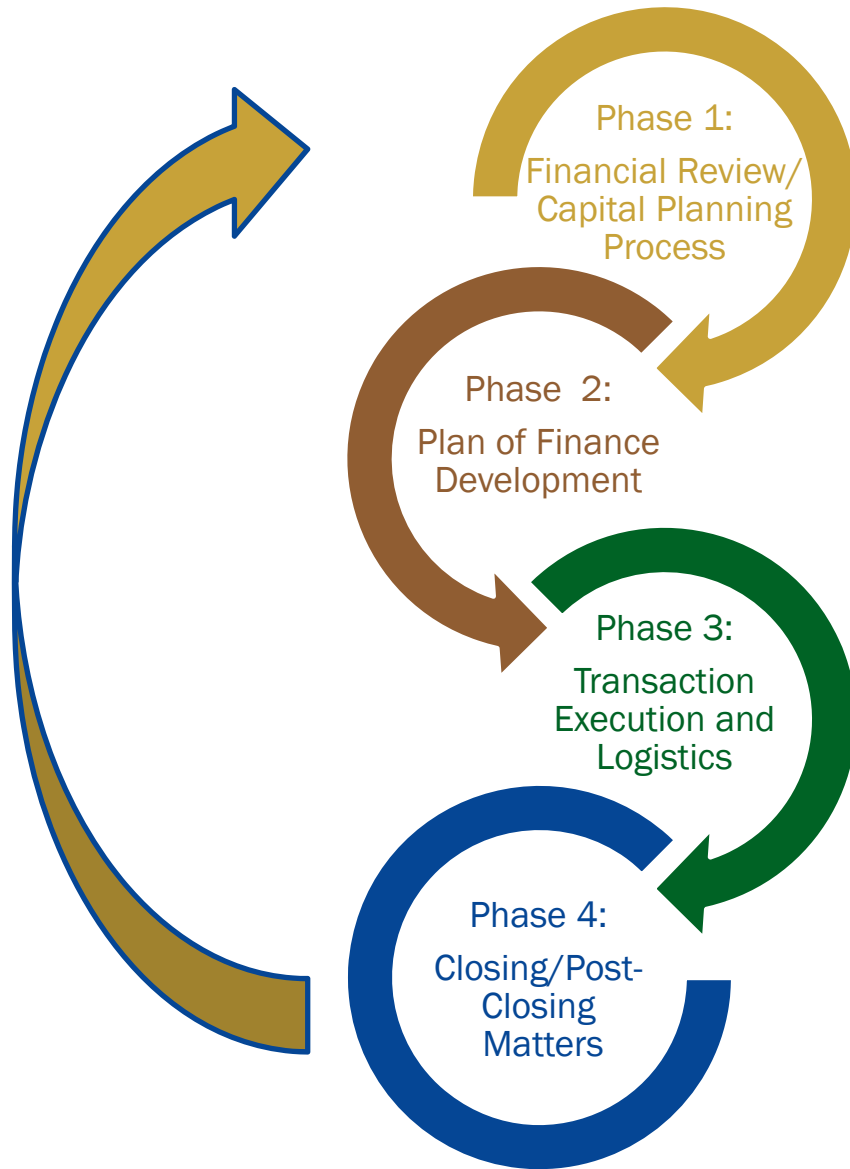 Phase 1:
Financial Review/
Capital Planning
Process
Phase  2:
Plan of Finance
Development
Phase 3:
Transaction
Execution and
Logistics
Phase 4:
Closing/Post-
Closing
Matters